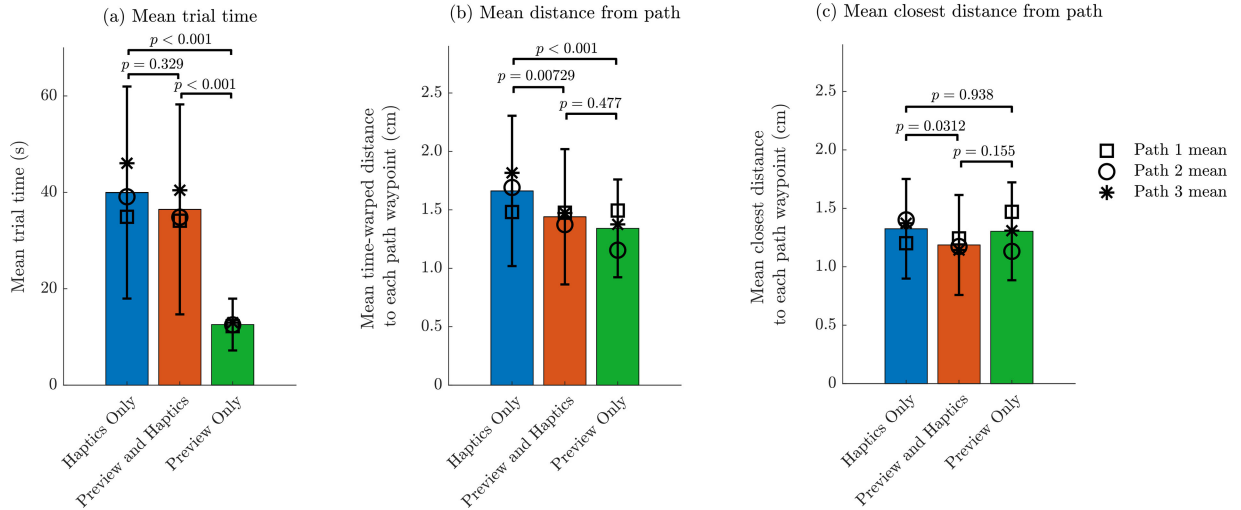 (a) Mean trial time
p < 0.001
p = 0.329
p < 0.001
Mean trial time (s)
60
40
20
0
Haptics Only
Preview and Haptics
Preview Only
(b) Mean distance from path
p < 0.001
p = 0.00729
p = 0.477
Mean time-warped distance
to each path waypoint (cm)
2.5
2.0
1.5
1.0
0.5
0
Haptics Only
Preview and Haptics
Preview Only
(c) Mean closest distance from path
p = 0.938
p = 0.0312
p = 0.155
Mean closest distance
to each path waypoint (cm)
2.5
2.0
1.5
1.0
0.5
0
Haptics Only
Preview and Haptics
Preview Only
Path 1 mean
Path 2 mean
Path 3 mean